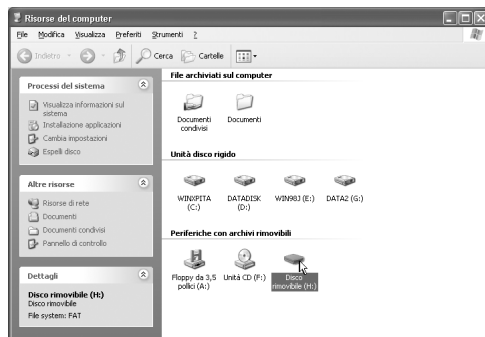 Risorse del computer
File Modifica Visualizza Preferiti Strumenti ?
Indietro Cerca Cartelle
Processi del sistema
Visualizza informazioni sul
sistema
Installazione applicazioni
Cambia impostazioni
Espelli disco
Altre risorse
Risorse di rete
Documenti
Documenti condivisi
Pannello di controllo
Dettagli
Disco rimovibile (H:)
Disco rimovibile
File system: FAT
File archiviati sul computer
Documenti Documenti
condivisi
Unità disco rigido
WINXPITA DATADISK WIN98J (E:) DATA2 (G:)
(C:) (D:)
Periferiche con archivi rimovibili
Floppy da 3,5 Unità CD (F:) Disco
pollici (A:) rimovibile (H:)